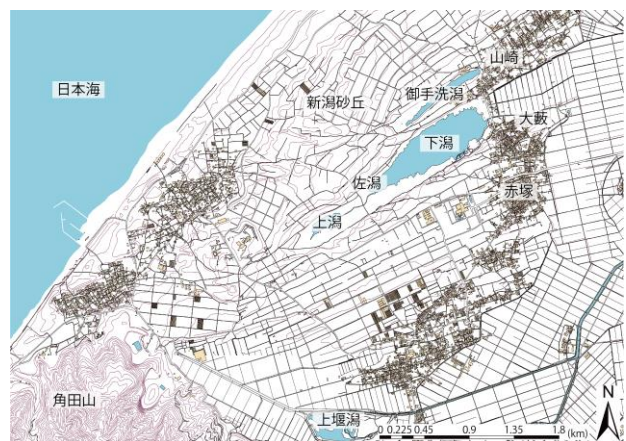 山崎
日本海
御手洗潟
新潟砂丘
大藪
下潟
佐潟
赤塚
上潟
角田山
上堰潟
N
0 0.225 0.45 0.9 1.35 1.8 (km)